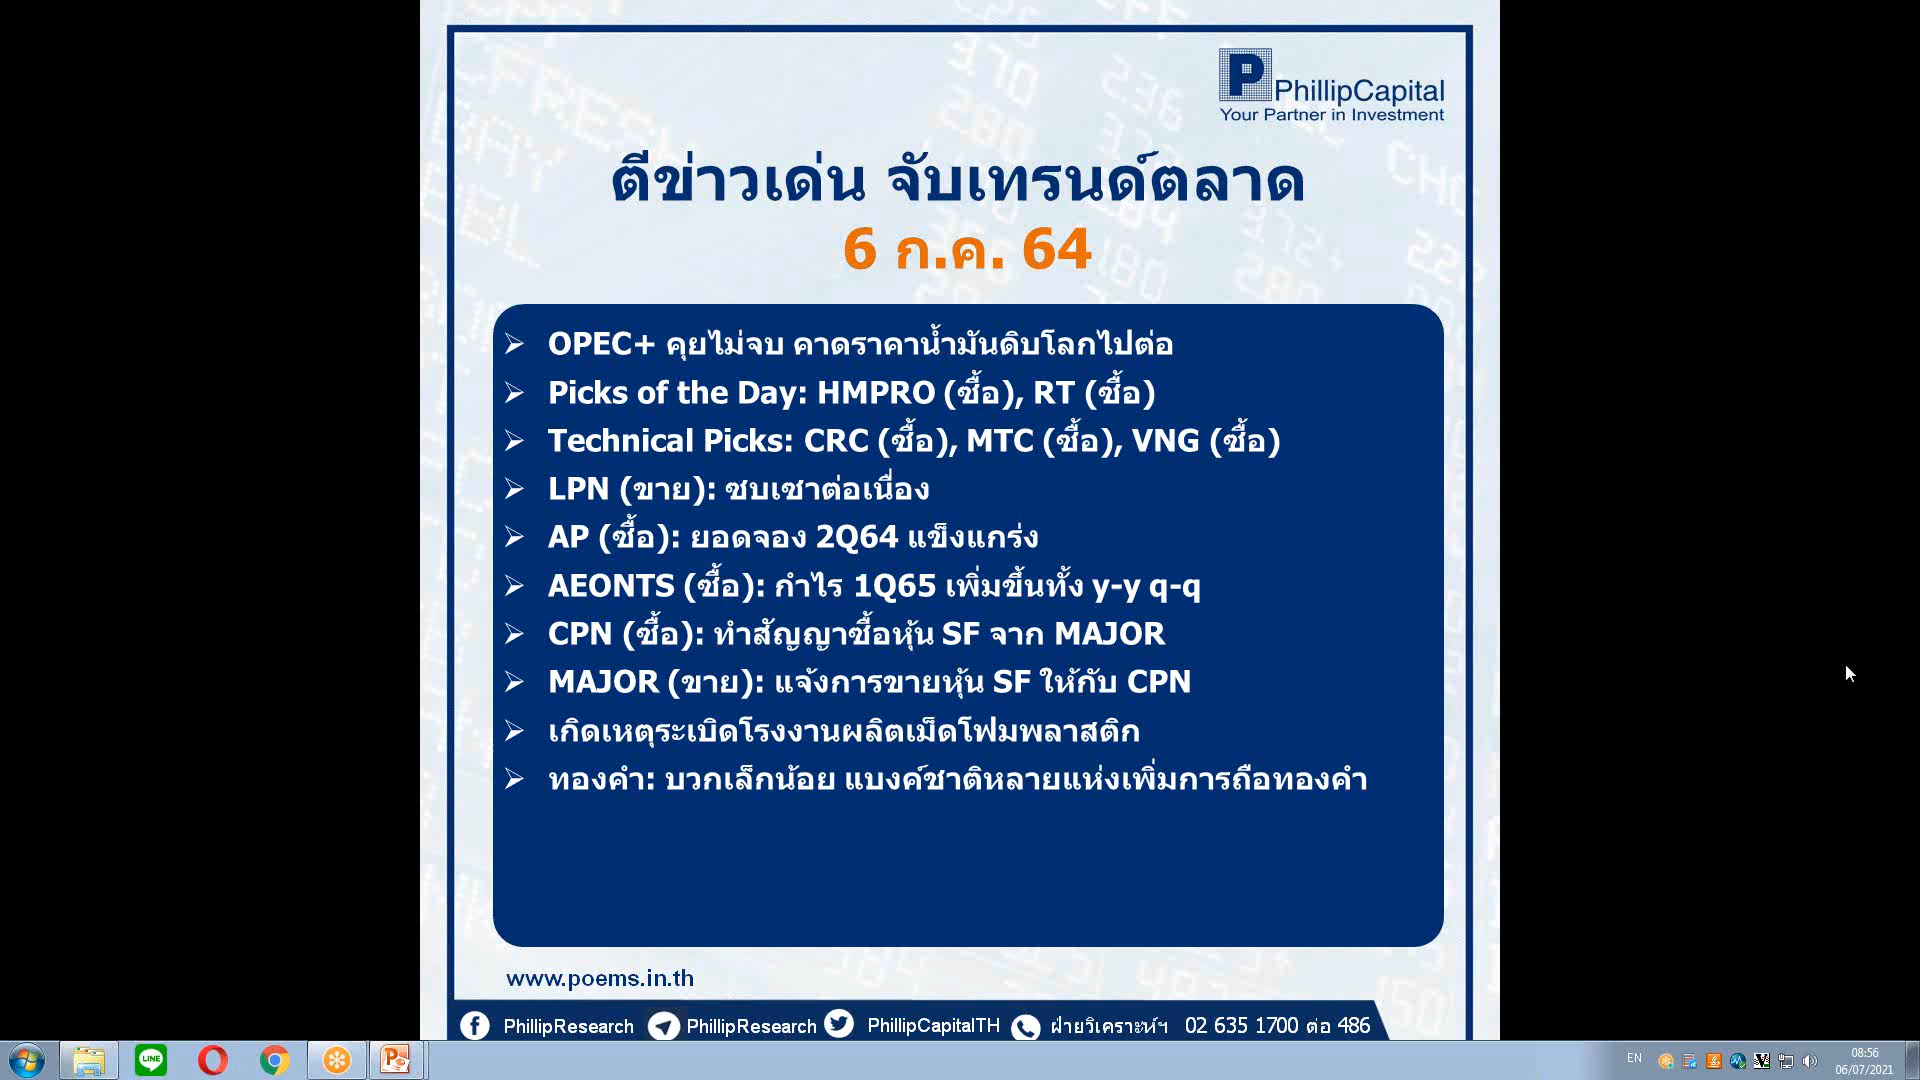 PhillipCapital
Your Partner in Investment
ตีข่าวเด่น จับเทรนด์ตลาด
6 ก.ค. 64
OPEC+ คุยไม่จบ คาดราคาน้ำมันดิบโลกไปต่อ
Picks of the Day: HMPRO (ซื้อ), RT (ซื้อ)
Technical Picks: CRC (ซื้อ), MTC (ซื้อ), VNG (ซื้อ)
LPN (ขาย): ซบเซาต่อเนื่อง
AP (ซื้อ): ยอดจอง 2Q64 แข็งแกร่ง
AEONTS (ซื้อ): กำไร 1Q65 เพิ่มขึ้นทั้ง y-y q-q
CPN (ซื้อ): ทำสัญญาซื้อหุ้น SF จาก MAJOR
MAJOR (ขาย): แจ้งการขายหุ้น SF ให้กับ CPN
เกิดเหตุระเบิดโรงงานผลิตเม็ดโฟมพลาสติก
ทองคำ: บวกเล็กน้อย แบงค์ชาติหลายแห่งเพิ่มการถือทองคำ
www.poems.in.th
PhillipResearch PhillipResearch PhillipCapitalTH ฝ่ายวิเคราะห์ฯ 02 635 1700 ต่อ 486
LINE
EN
08:56
06/07/2021